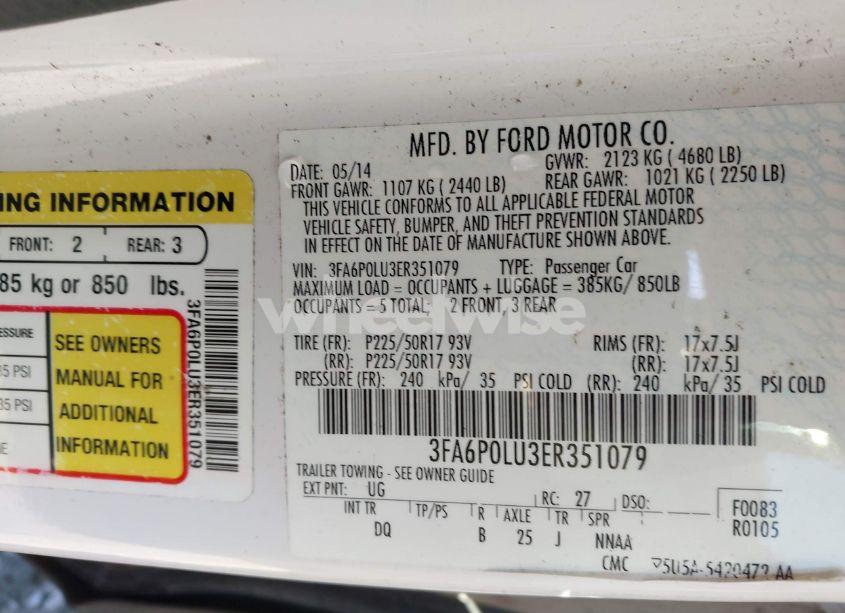 NG INFORMATION
FRONT: 2 REAR: 3
85 kg or 850 lbs.
35 PSI
35 PSI
SEE OWNERS
MANUAL FOR
ADDITIONAL
INFORMATION
3FA6P0LU3ER351079
MFD. BY FORD MOTOR CO.
DATE: 05/14 GVWR: 2123 KG ( 4680 LB)
FRONT GAWR: 1107 KG ( 2440 LB) REAR GAWR: 1021 KG ( 2250 LB)
THIS VEHICLE CONFORMS TO ALL APPLICABLE FEDERAL MOTOR
VEHICLE SAFETY, BUMPER, AND THEFT PREVENTION STANDARDS
IN EFFECT ON THE DATE OF MANUFACTURE SHOWN ABOVE.
VIN: 3FA6P0LU3ER351079 TYPE: Passenger Car
MAXIMUM LOAD = OCCUPANTS + LUGGAGE = 385KG/ 850LB
OCCUPANTS = 5 TOTAL; 2 FRONT, 3 REAR
wheelwise
TIRE (FR): P225/50R17 93V RIMS (FR): 17x7.5J
(RR): P225/50R17 93V (RR): 17x7.5J
PRESSURE (FR): 240 kPa/ 35 PSI COLD (RR): 240 kPa/ 35 PSI COLD
3FA6P0LU3ER351079
TRAILER TOWING - SEE OWNER GUIDE
EXT PNT: UG RC: 27 DSO: F0083
INT TR TP/PS R AXLE TR SPR R0105
DQ B 25 J NNAA
CMC